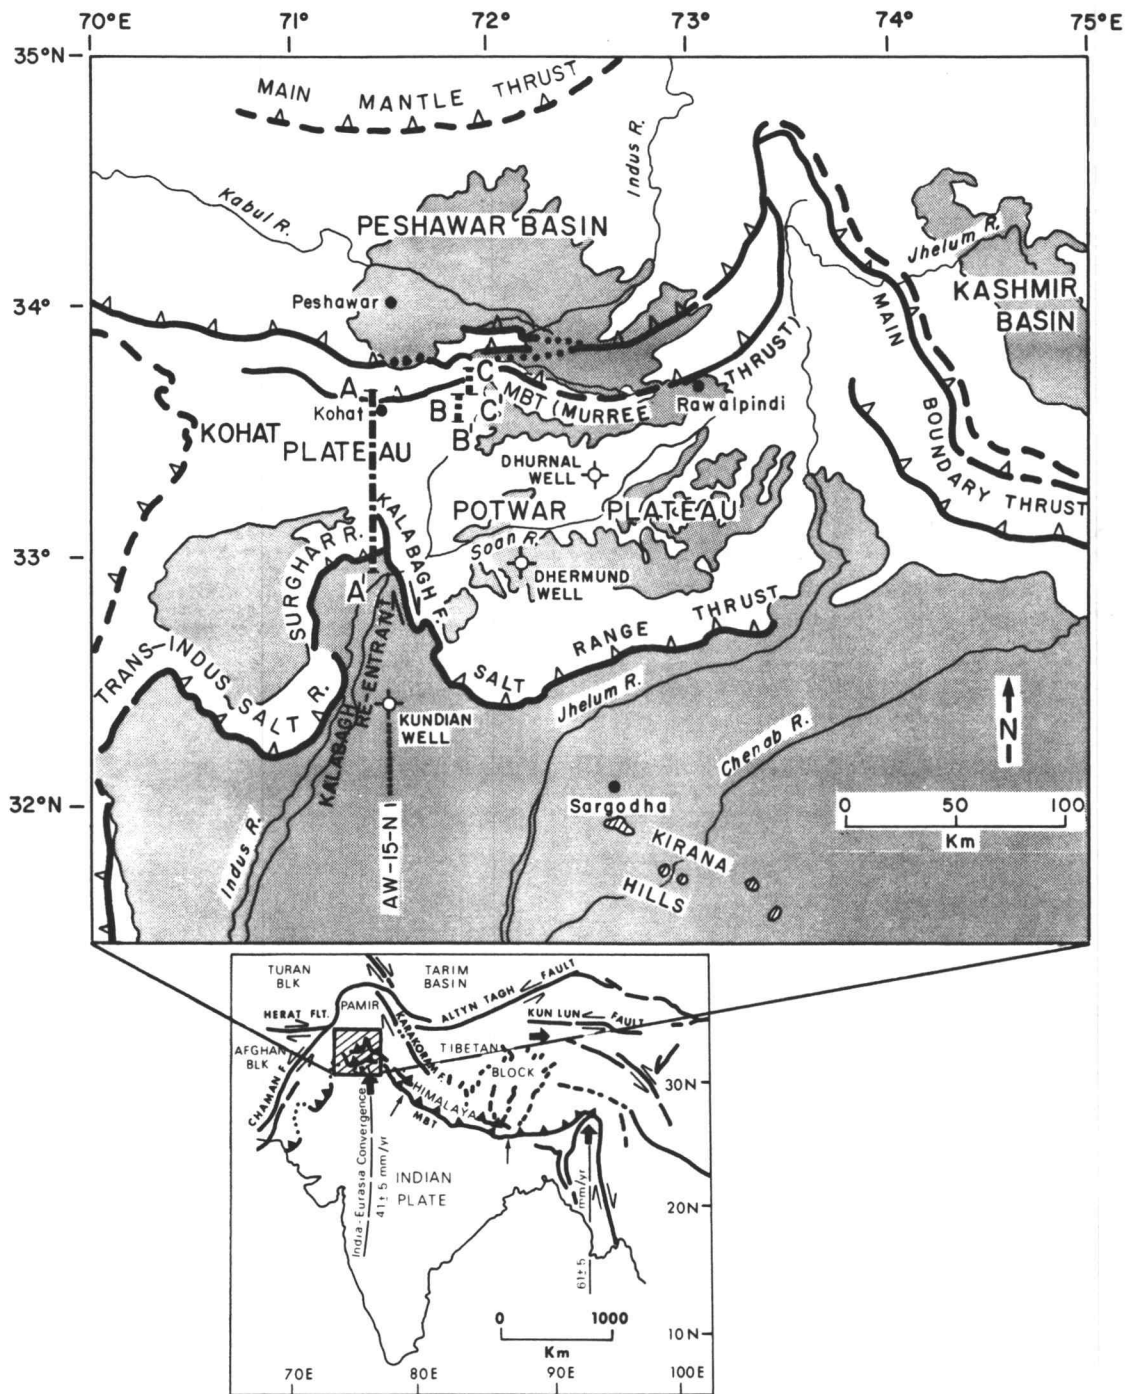 70°E 71° 72° 73° 74° 75°E
35°N
MAIN MANTLE THRUST
Indus R.
Kabul R.
PESHAWAR BASIN
Jhelum R.
34°
Peshawar
KASHMIR
BASIN
MAIN BOUNDARY THRUST
A
C
Kohat
B
C'
B'
MBT (MURREE THRUST)
Rawalpindi
KOHAT
PLATEAU
DHURNAL
WELL
POTWAR PLATEAU
KALABAGH F.
SURGHAR R.
Soan R.
33°
DHERMUND
WELL
A'
TRANS-INDUS SALT R.
SALT RANGE THRUST
KALABAGH
RE-ENTRANT
KUNDIAN
WELL
Jhelum R.
Chenab R.
N
32°N
Sargodha
0 50 100
Km
KIRANA
HILLS
Indus R.
AW-15-N1
TURAN
BLK
TARIM
BASIN
HERAT FLT.
PAMIR
ALTYN TAGH FAULT
KUN LUN FAULT
AFGHAN
BLK
KARAKORAM F.
TIBETAN
BLOCK
CHAMAN F.
HIMALAYA
MBT
30N
India-Eurasia Convergence
41±5 mm/yr
INDIAN
PLATE
61±5 mm/yr
20N
0 1000
Km
10N
70E 80E 90E 100E